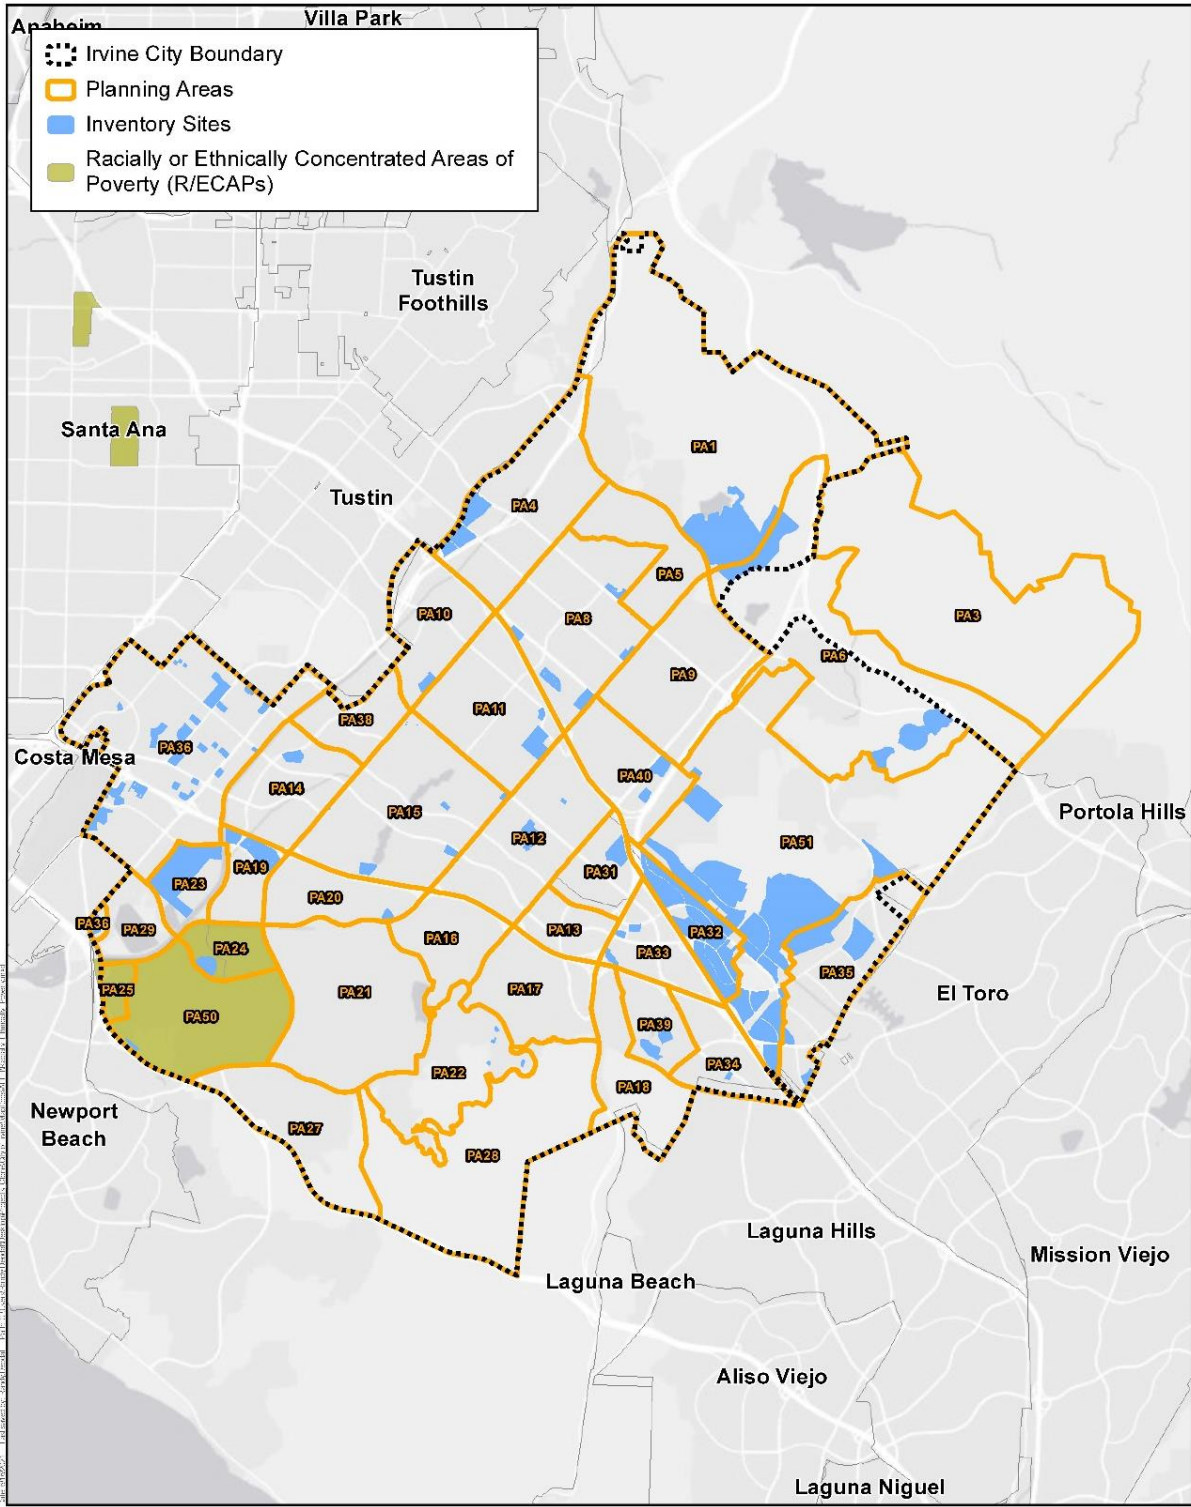 Villa Park
Anaheim
Irvine City Boundary
Planning Areas
Inventory Sites
Racially or Ethnically Concentrated Areas of
Poverty (R/ECAPs)
Tustin
Foothills
Santa Ana
PA1
Tustin
PA4
PA5
PA10
PA8
PA3
PA6
PA9
PA11
PA38
PA36
Costa Mesa
PA40
PA14
PA15
Portola Hills
PA12
PA51
PA19
PA31
PA23
PA20
PA36
PA29
PA13
PA32
PA16
PA24
PA33
PA35
PA25
PA21
PA17
El Toro
PA50
PA39
PA34
PA22
PA18
Newport
Beach
PA27
PA28
Laguna Hills
Mission Viejo
Laguna Beach
Aliso Viejo
Laguna Niguel